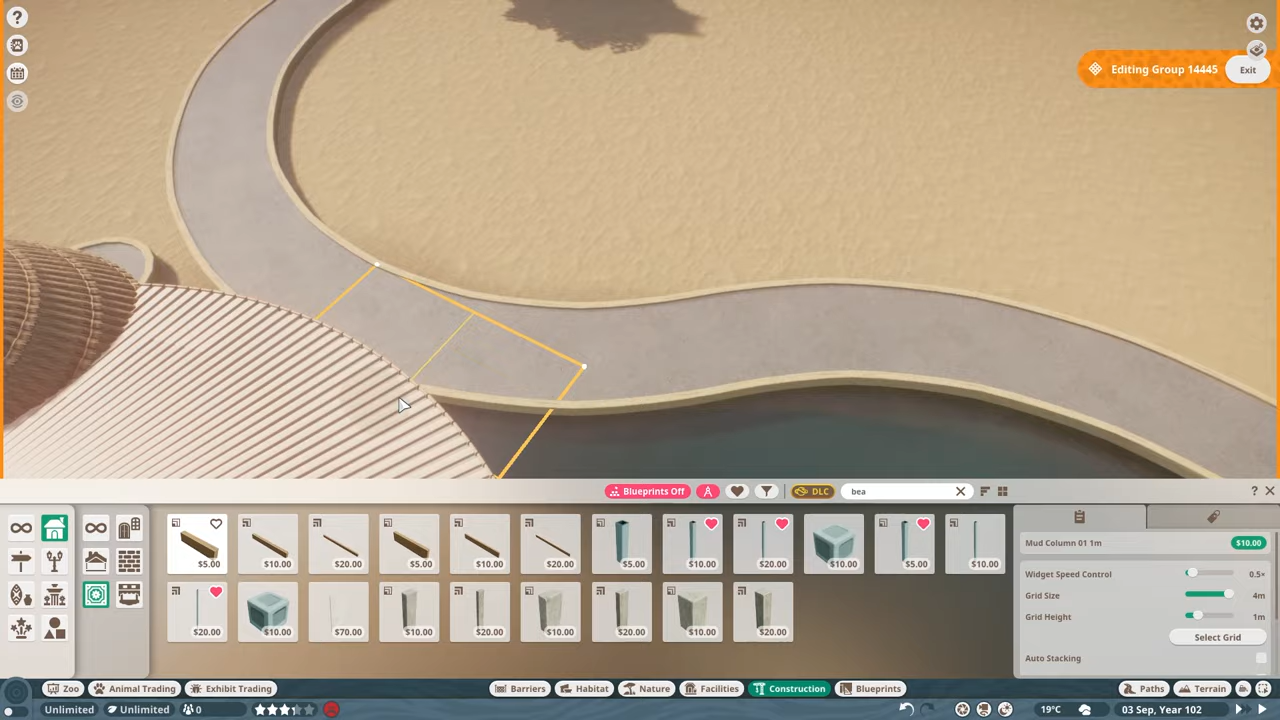 ?
Editing Group 14445
Exit
Blueprints Off
DLC
bea
?
$5.00
$10.00
$20.00
$5.00
$10.00
$20.00
$5.00
$10.00
$20.00
$10.00
$5.00
$10.00
$20.00
$10.00
$70.00
$10.00
$20.00
$10.00
$20.00
$10.00
$20.00
Mud Column 01 1m
$10.00
Widget Speed Control
0.5×
Grid Size
4m
Grid Height
1m
Select Grid
Auto Stacking
Zoo
Animal Trading
Exhibit Trading
Barriers
Habitat
Nature
Facilities
Construction
Blueprints
Paths
Terrain
Unlimited
Unlimited
0
19°C
03 Sep, Year 102